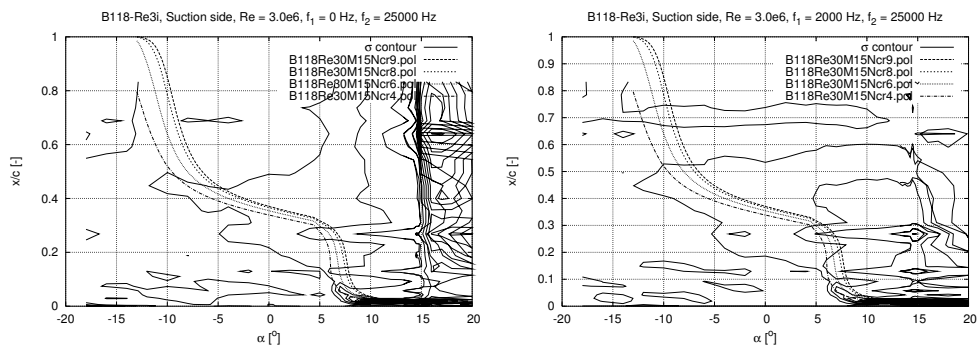 B118-Re3i, Suction side, Re = 3.0e6, f₁ = 0 Hz, f₂ = 25000 Hz
σ contour
B118Re30M15Ncr9.pol
B118Re30M15Ncr8.pol
B118Re30M15Ncr6.pol
B118Re30M15Ncr4.pol
1
0.8
0.6
0.4
0.2
0.1
0
x/c [-]
-20 -15 -10 -5 0 5 10 15 20
α [°]
B118-Re3i, Suction side, Re = 3.0e6, f₁ = 2000 Hz, f₂ = 25000 Hz
σ contour
B118Re30M15Ncr9.pol
B118Re30M15Ncr8.pol
B118Re30M15Ncr6.pol
B118Re30M15Ncr4.pol
1
0.9
0.8
0.7
0.6
0.5
0.4
0.3
0.2
0.1
0
x/c [-]
-20 -15 -10 -5 0 5 10 15 20
α [°]